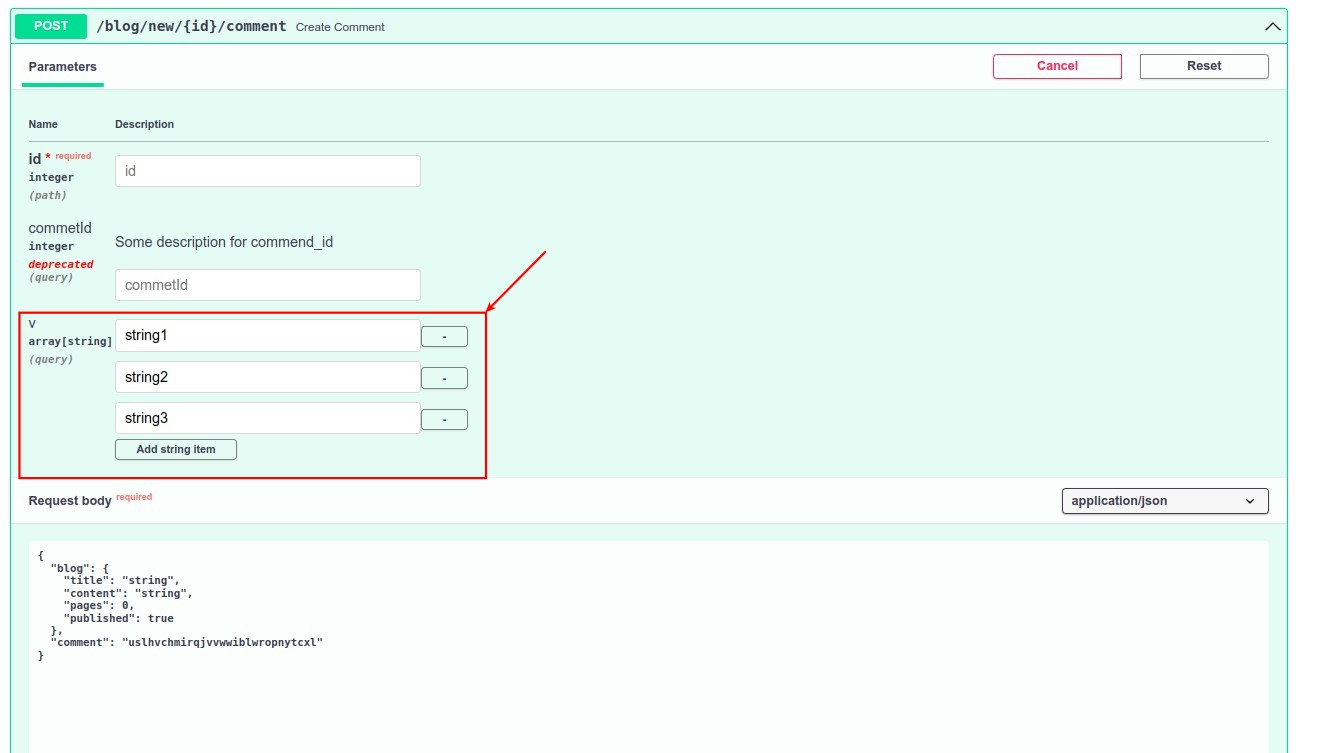 POST /blog/new/{id}/comment Create Comment
Parameters Cancel Reset
Name Description
id * required
integer
(path)
id
commetId
integer
deprecated
(query)
Some description for commend_id
commetId
v
array[string]
(query)
string1 -
string2 -
string3 -
Add string item
Request body required application/json
{
  "blog": {
    "title": "string",
    "content": "string",
    "pages": 0,
    "published": true
  },
  "comment": "uslhvchmirqjvvwwiblwropnytcxl"
}